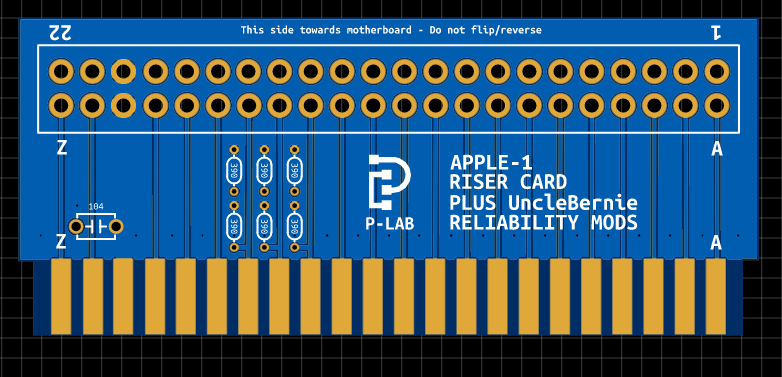 22
This side towards motherboard - Do not flip/reverse
1
Z
A
390
390
390
APPLE-1
RISER CARD
PLUS UncleBernie
RELIABILITY MODS
P-LAB
104
390
390
390
Z
A